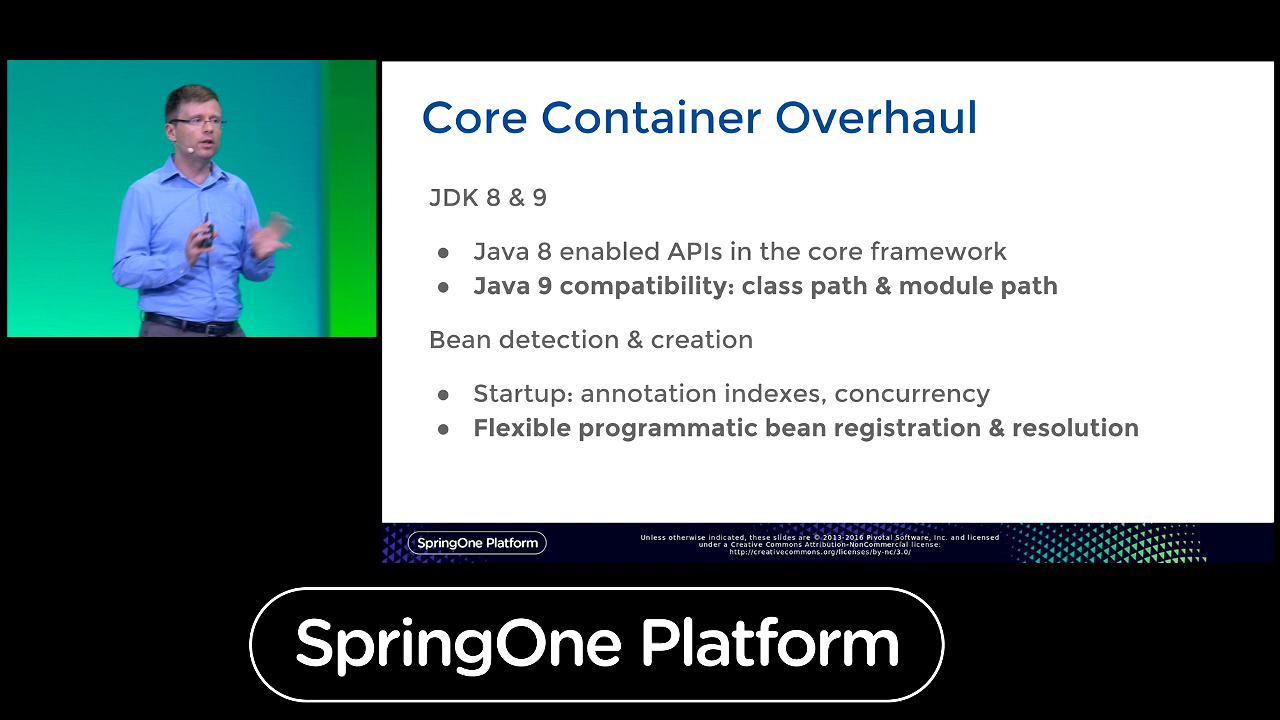 Core Container Overhaul
JDK 8 & 9
● Java 8 enabled APIs in the core framework
● Java 9 compatibility: class path & module path
Bean detection & creation
● Startup: annotation indexes, concurrency
● Flexible programmatic bean registration & resolution
SpringOne Platform
Unless otherwise indicated, these slides are © 2013-2016 Pivotal Software, Inc. and licensed
under a Creative Commons Attribution-NonCommercial license:
http://creativecommons.org/licenses/by-nc/3.0/
SpringOne Platform